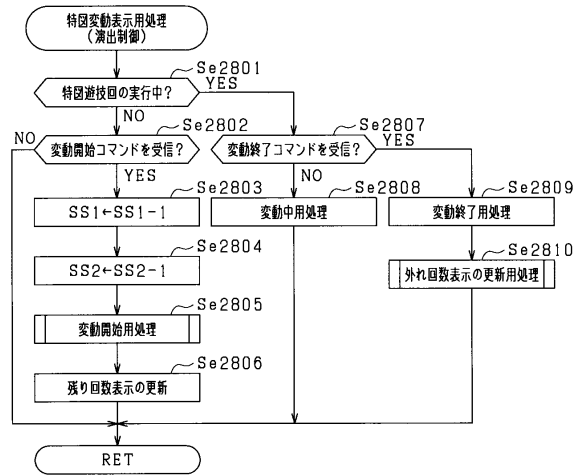 特図変動表示用処理
(演出制御)
Se2801
特図遊技回の実行中?
YES
NO
Se2802
変動開始コマンドを受信?
NO
YES
Se2807
変動終了コマンドを受信?
YES
NO
Se2803
SS1←SS1-1
Se2808
変動中用処理
Se2809
変動終了用処理
Se2804
SS2←SS2-1
Se2810
外れ回数表示の更新用処理
Se2805
変動開始用処理
Se2806
残り回数表示の更新
RET